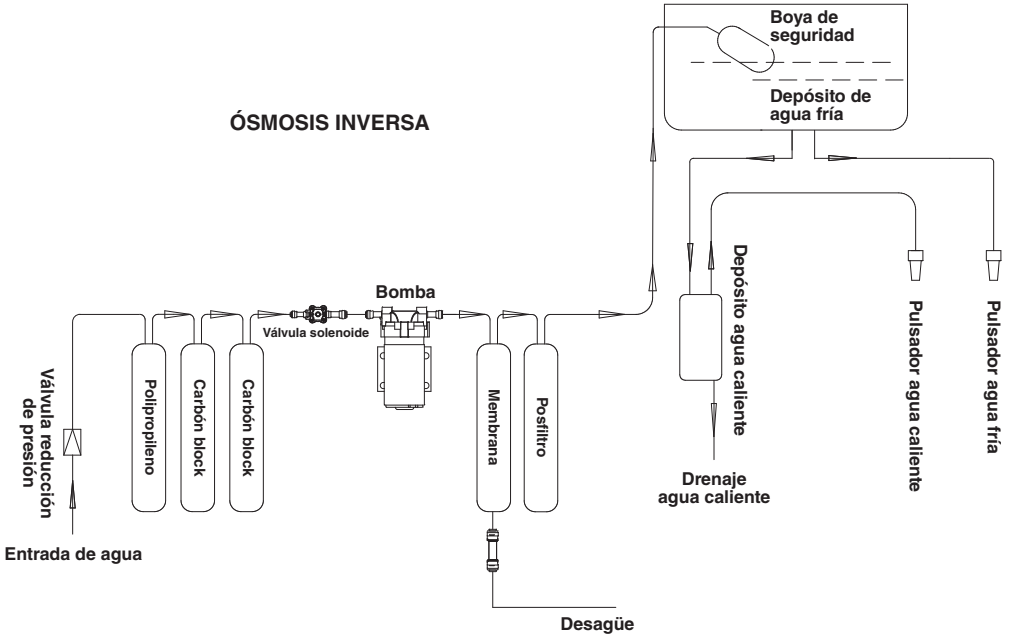 Boya de
seguridad
Depósito de
agua fría
ÓSMOSIS INVERSA
Bomba
Válvula solenoide
Válvula reducción
de presión
Polipropileno
Carbón block
Carbón block
Membrana
Posfiltro
Depósito agua caliente
Pulsador agua caliente
Pulsador agua fría
Drenaje
agua caliente
Entrada de agua
Desagüe